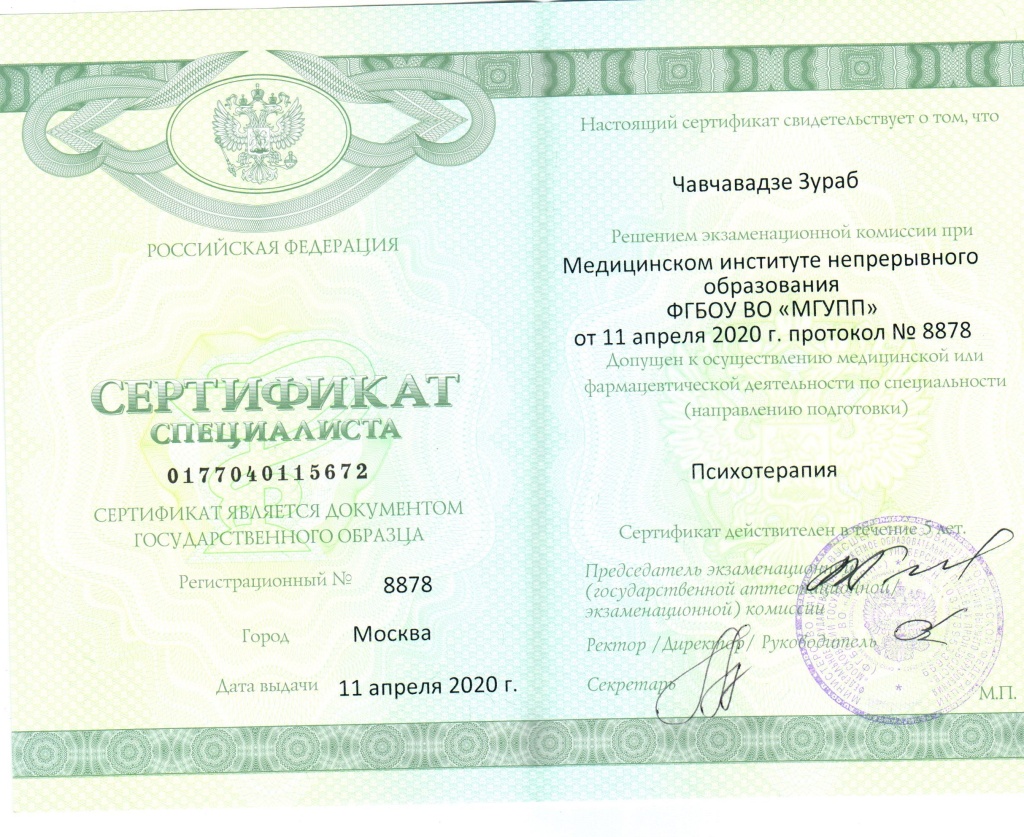 РОССИЙСКАЯ ФЕДЕРАЦИЯ
СЕРТИФИКАТ
СПЕЦИАЛИСТА
0177040115672
СЕРТИФИКАТ ЯВЛЯЕТСЯ ДОКУМЕНТОМ
ГОСУДАРСТВЕННОГО ОБРАЗЦА
Регистрационный № 8878
Город Москва
Дата выдачи 11 апреля 2020 г.
Настоящий сертификат свидетельствует о том, что
Чавчавадзе Зураб
Решением экзаменационной комиссии при
Медицинском институте непрерывного
образования
ФГБОУ ВО «МГУПП»
от 11 апреля 2020 г. протокол № 8878
Допущен к осуществлению медицинской или
фармацевтической деятельности по специальности
(направлению подготовки)
Психотерапия
Сертификат действителен в течение 5 лет.
Председатель экзаменационной
(государственной аттестационной/
экзаменационной) комиссии
Ректор /Директор/ Руководитель
Секретарь
М.П.